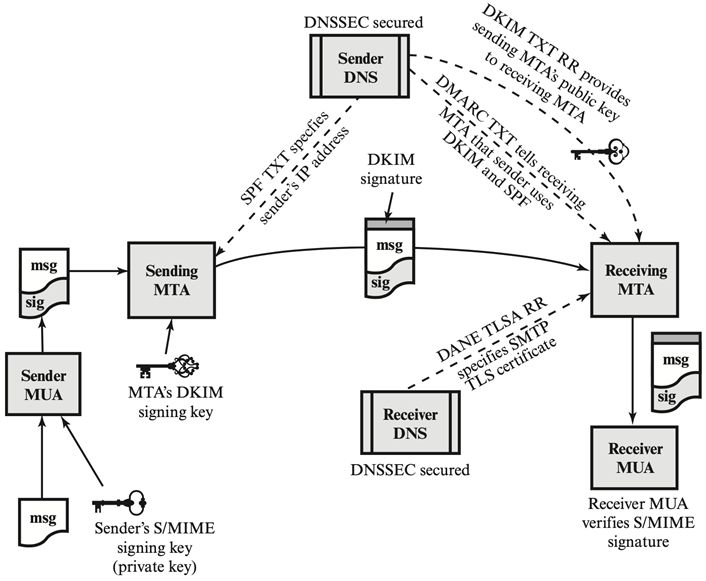 DNSSEC secured
Sender
DNS
DKIM TXT RR provides
sending MTA's public key
to receiving MTA
DMARC TXT tells receiving
MTA that sender uses
DKIM and SPF
SPF TXT specfies
sender's IP address
DKIM
signature
msg
sig
Sending
MTA
msg
sig
Receiving
MTA
DANE TLSA RR
specifies SMTP
TLS certificate
msg
sig
Sender
MUA
MTA's DKIM
signing key
Receiver
DNS
DNSSEC secured
Receiver
MUA
msg
Sender's S/MIME
signing key
(private key)
Receiver MUA
verifies S/MIME
signature